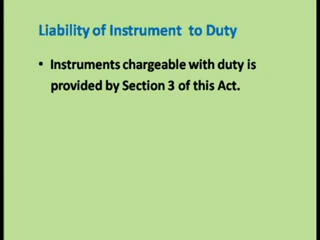 Liability of Instrument to Duty
• Instruments chargeable with duty is
provided by Section 3 of this Act.